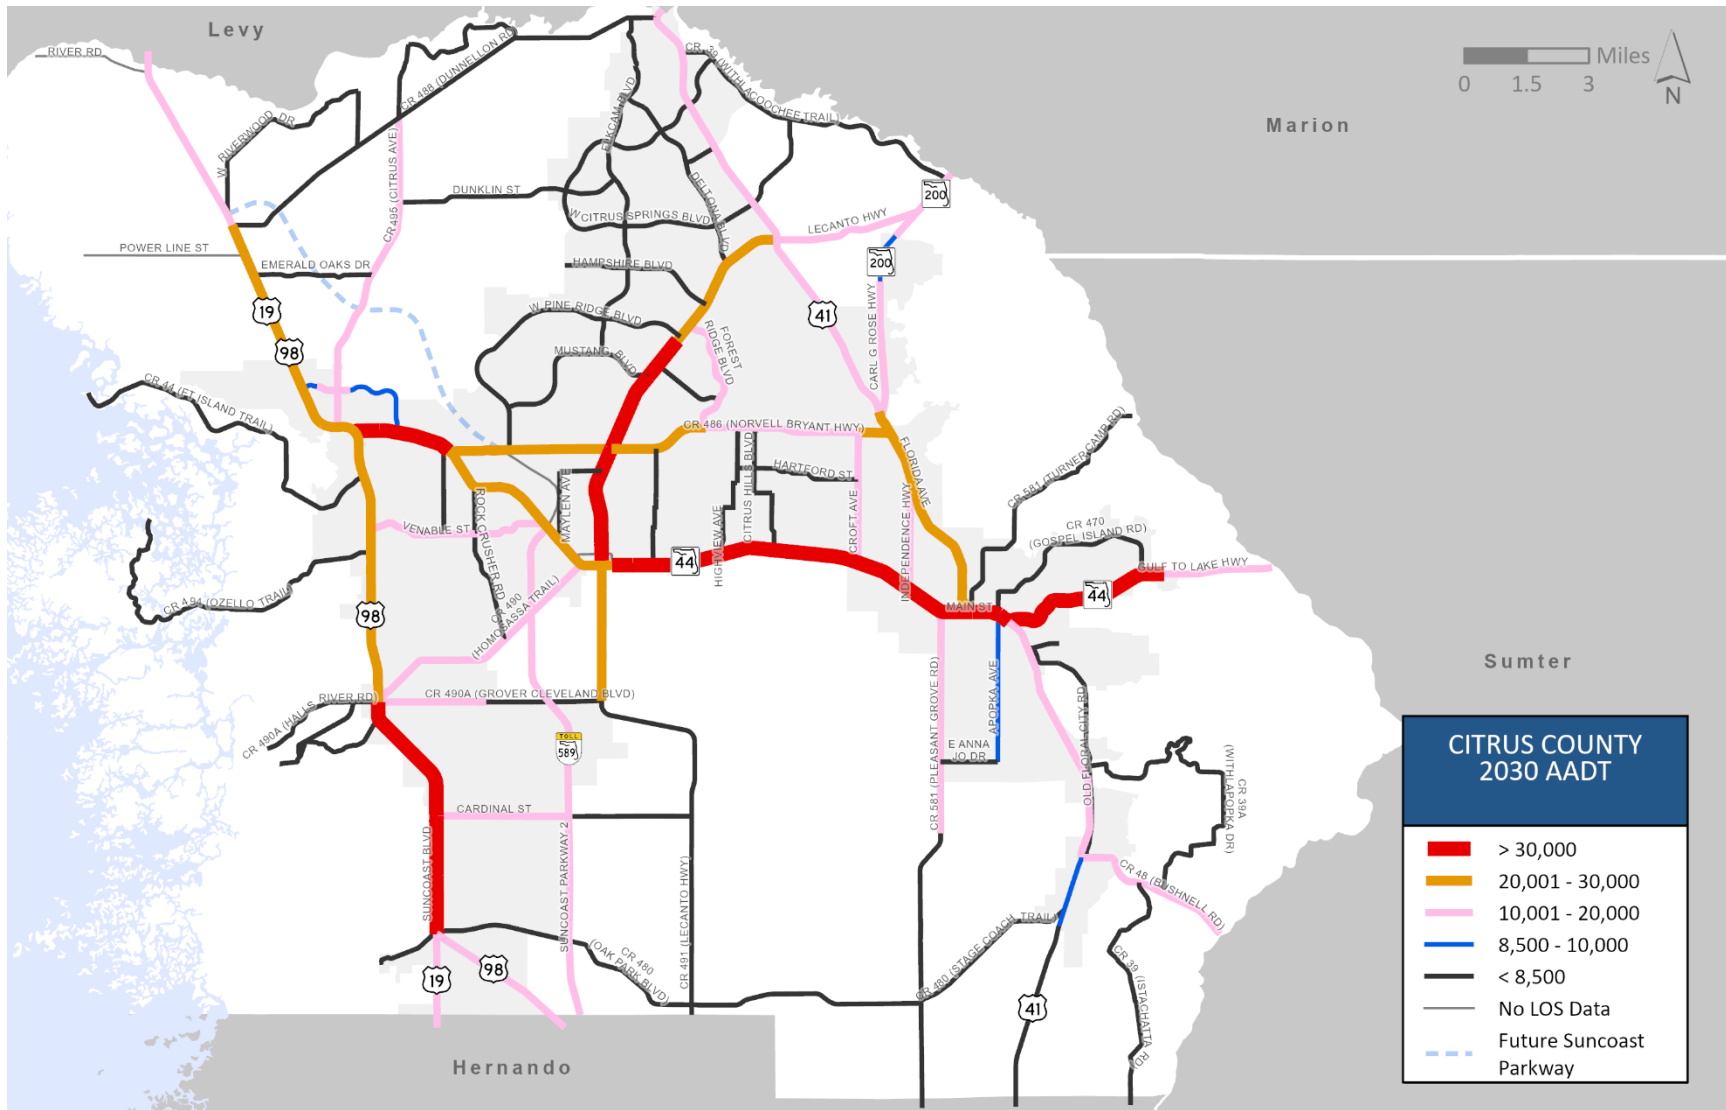 Levy
RIVER RD
CR 488 (DUNNELLON RD)
CR 39 (WITHLACOOCHEE TRAIL)
Miles
0 1.5 3
N
Marion
W RIVERWOOD DR
ELKCAM BLVD
CR 495 (CITRUS AVE)
DUNKLIN ST
DELTONA BLVD
200
W CITRUS SPRINGS BLVD
LECANTO HWY
POWER LINE ST
EMERALD OAKS DR
HAMPSHIRE BLVD
200
19
W PINE RIDGE BLVD
41
98
MUSTANG BLVD
FOREST
RIDGE BLVD
CARL G ROSE HWY
CR 44 (FT ISLAND TRAIL)
CR 486 (NORVELL BRYANT HWY)
CR 581 (TURNER CAMP RD)
FLORIDA AVE
HARTFORD ST
CITRUS HILLS BLVD
MAYLEN AVE
ROCK CRUSHER RD
VENABLE ST
HIGHVIEW AVE
CROFT AVE
INDEPENDENCE HWY
CR 470
(GOSPEL ISLAND RD)
44
GULF TO LAKE HWY
44
CR 494 (OZELLO TRAIL)
98
CR 490
(HOMOSASSA TRAIL)
MAIN ST
Sumter
CR 490A (HALLS RIVER RD)
CR 490A (GROVER CLEVELAND BLVD)
CR 581 (PLEASANT GROVE RD)
APOPKA AVE
OLD FLORAL CITY RD
TOLL
589
E ANNA
JO DR
CR 39A
(WITHLAPOPKA DR)
CARDINAL ST
SUNCOAST BLVD
SUNCOAST PARKWAY 2
CR 491 (LECANTO HWY)
CR 48 (BUSHNELL RD)
CR 480
(OAK PARK BLVD)
CR 480 (STAGE COACH TRAIL)
CR 39 (ISTACHATTA RD)
19
98
41
Hernando
CITRUS COUNTY
2030 AADT
> 30,000
20,001 - 30,000
10,001 - 20,000
8,500 - 10,000
< 8,500
No LOS Data
Future Suncoast
Parkway